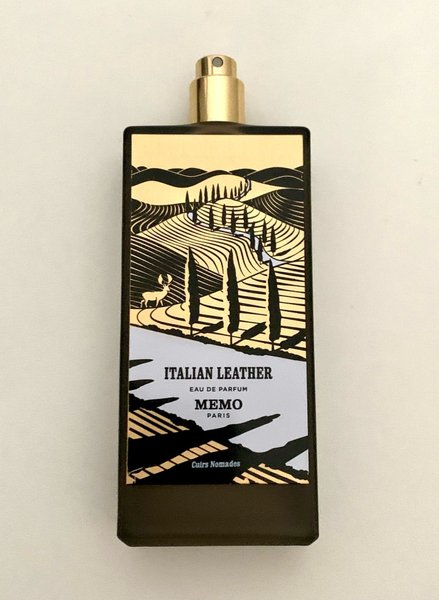 ITALIAN LEATHER
EAU DE PARFUM
MEMO
PARIS
Cuirs Nomades